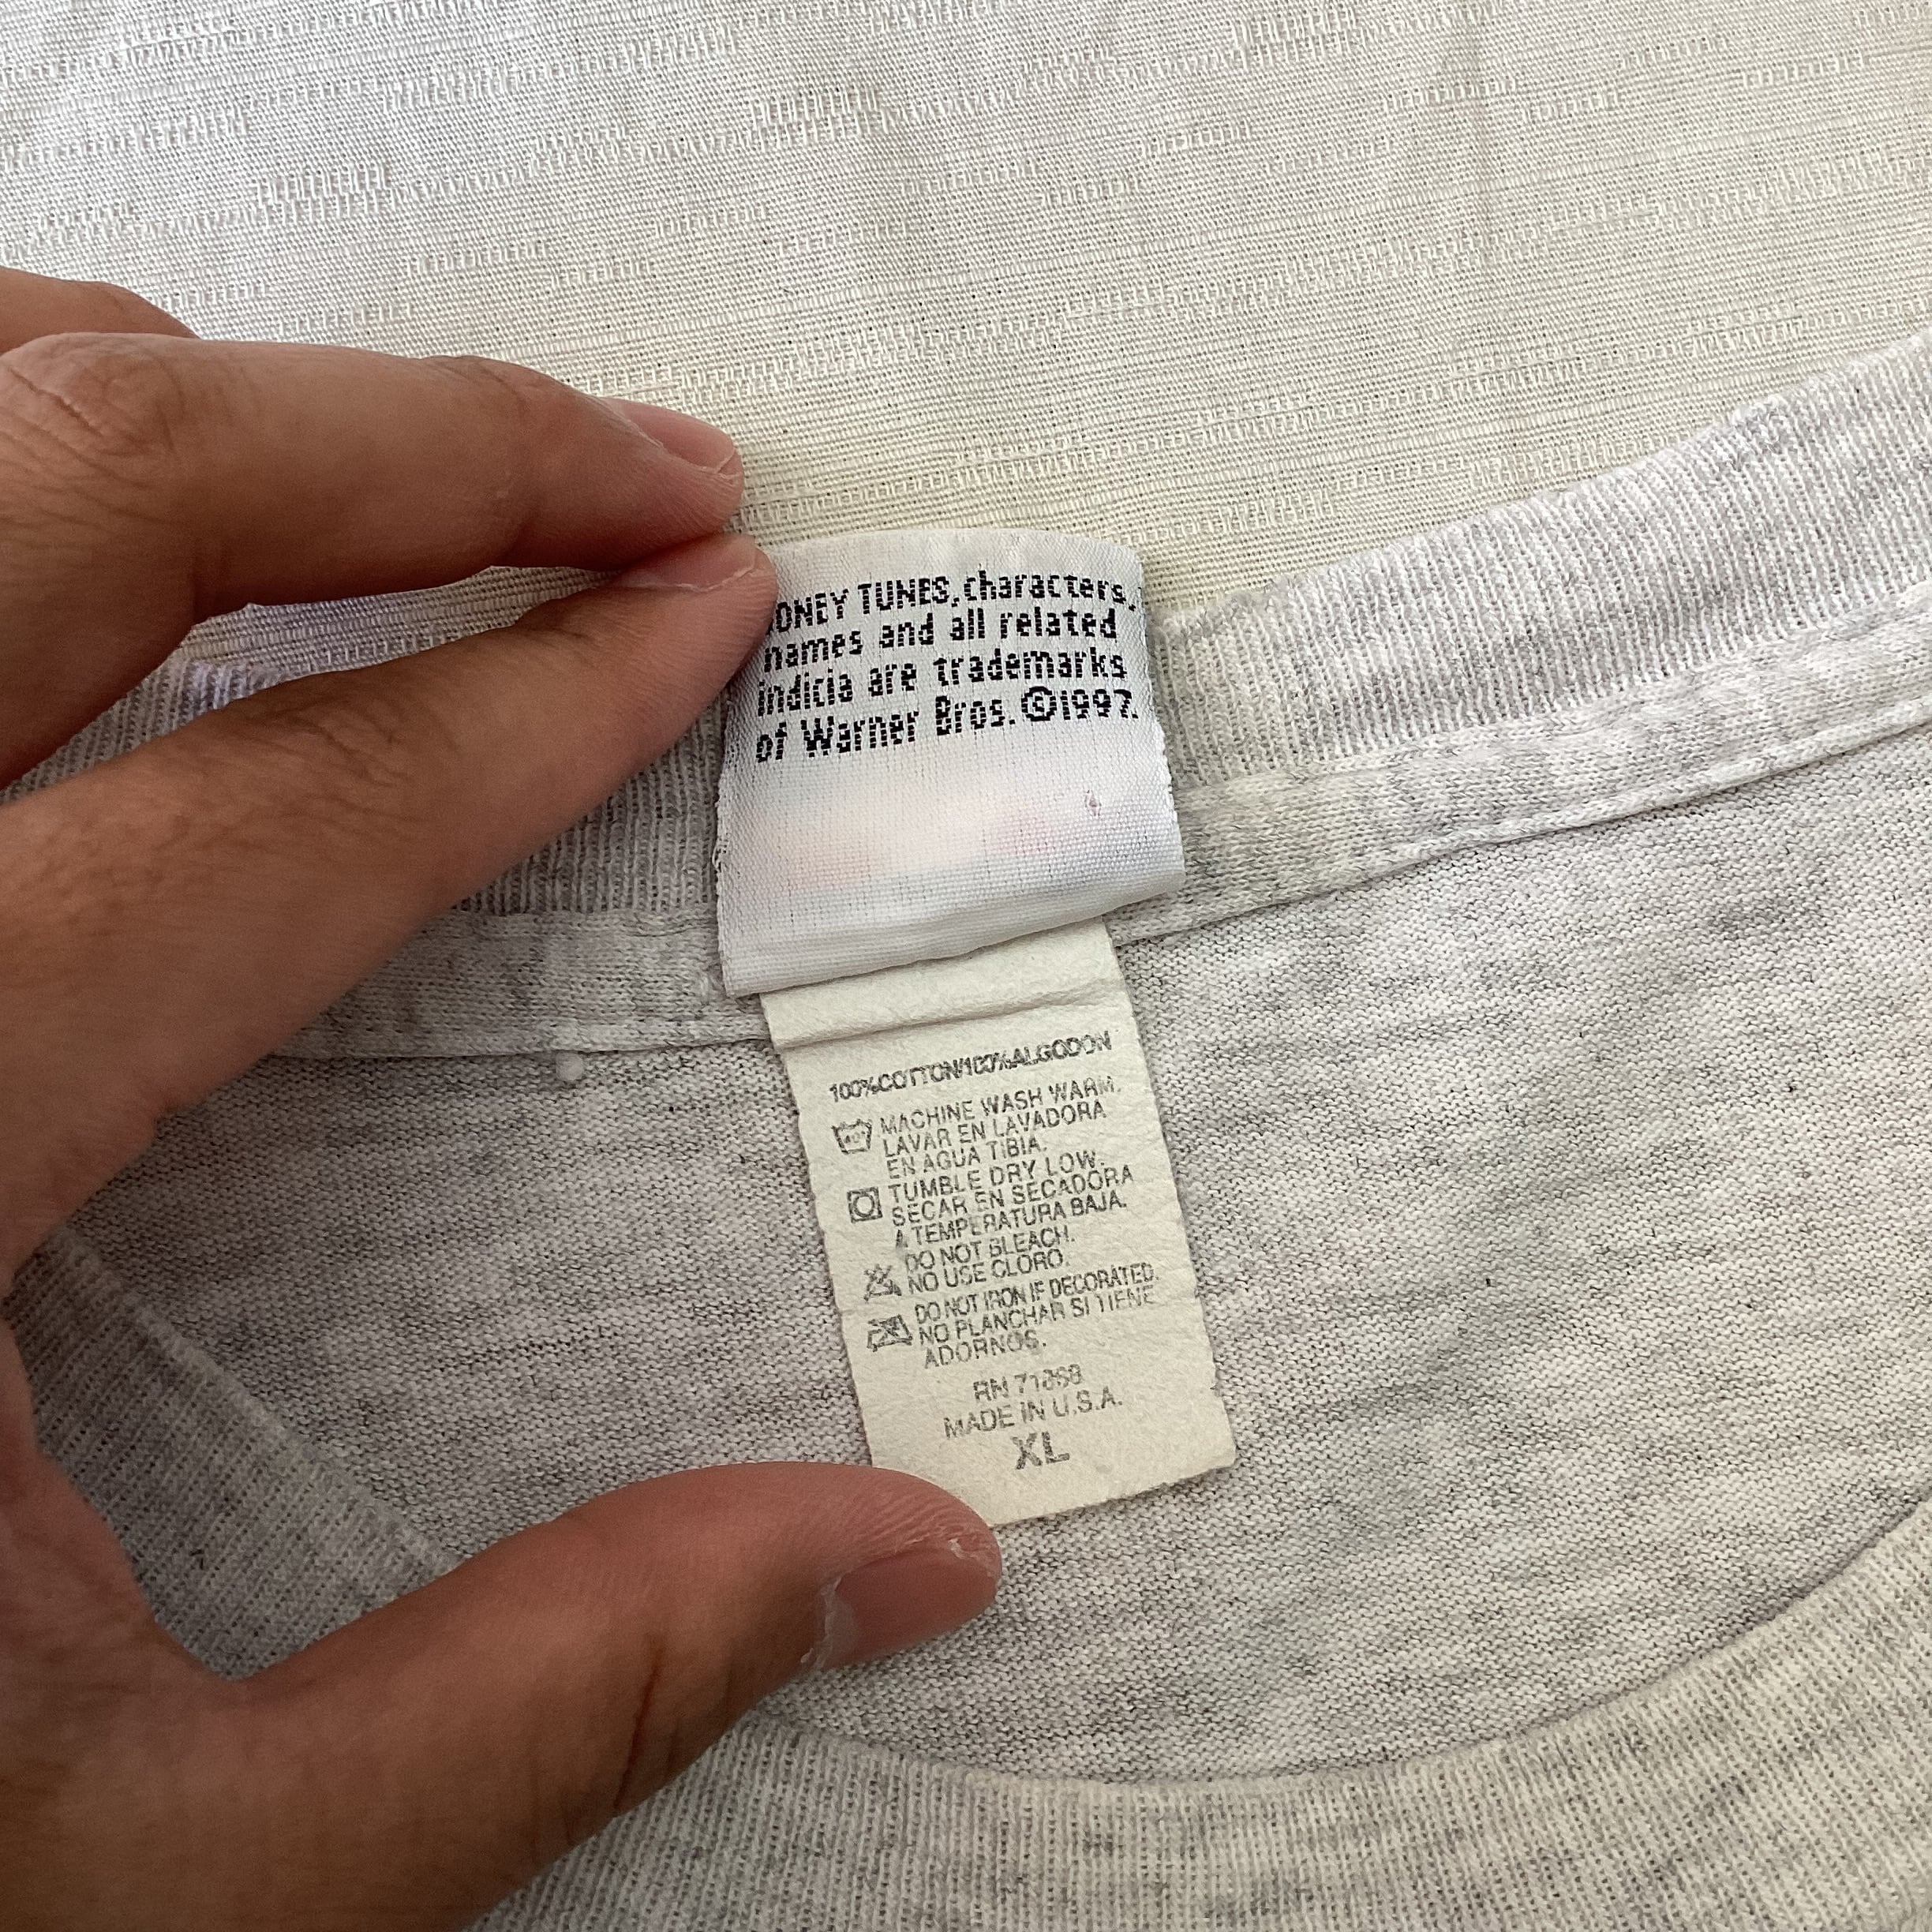 OONEY TUNES, characters,
names and all related
indicia are trademarks
of Warner Bros. ©1997.
100%COTTON/100%ALGODON
MACHINE WASH WARM.
LAVAR EN LAVADORA
EN AGUA TIBIA.
TUMBLE DRY LOW.
SECAR EN SECADORA
A TEMPERATURA BAJA.
DO NOT BLEACH.
NO USE CLORO.
DO NOT IRON IF DECORATED.
NO PLANCHAR SI TIENE
ADORNOS.
RN
MADE IN U.S.A.
XL